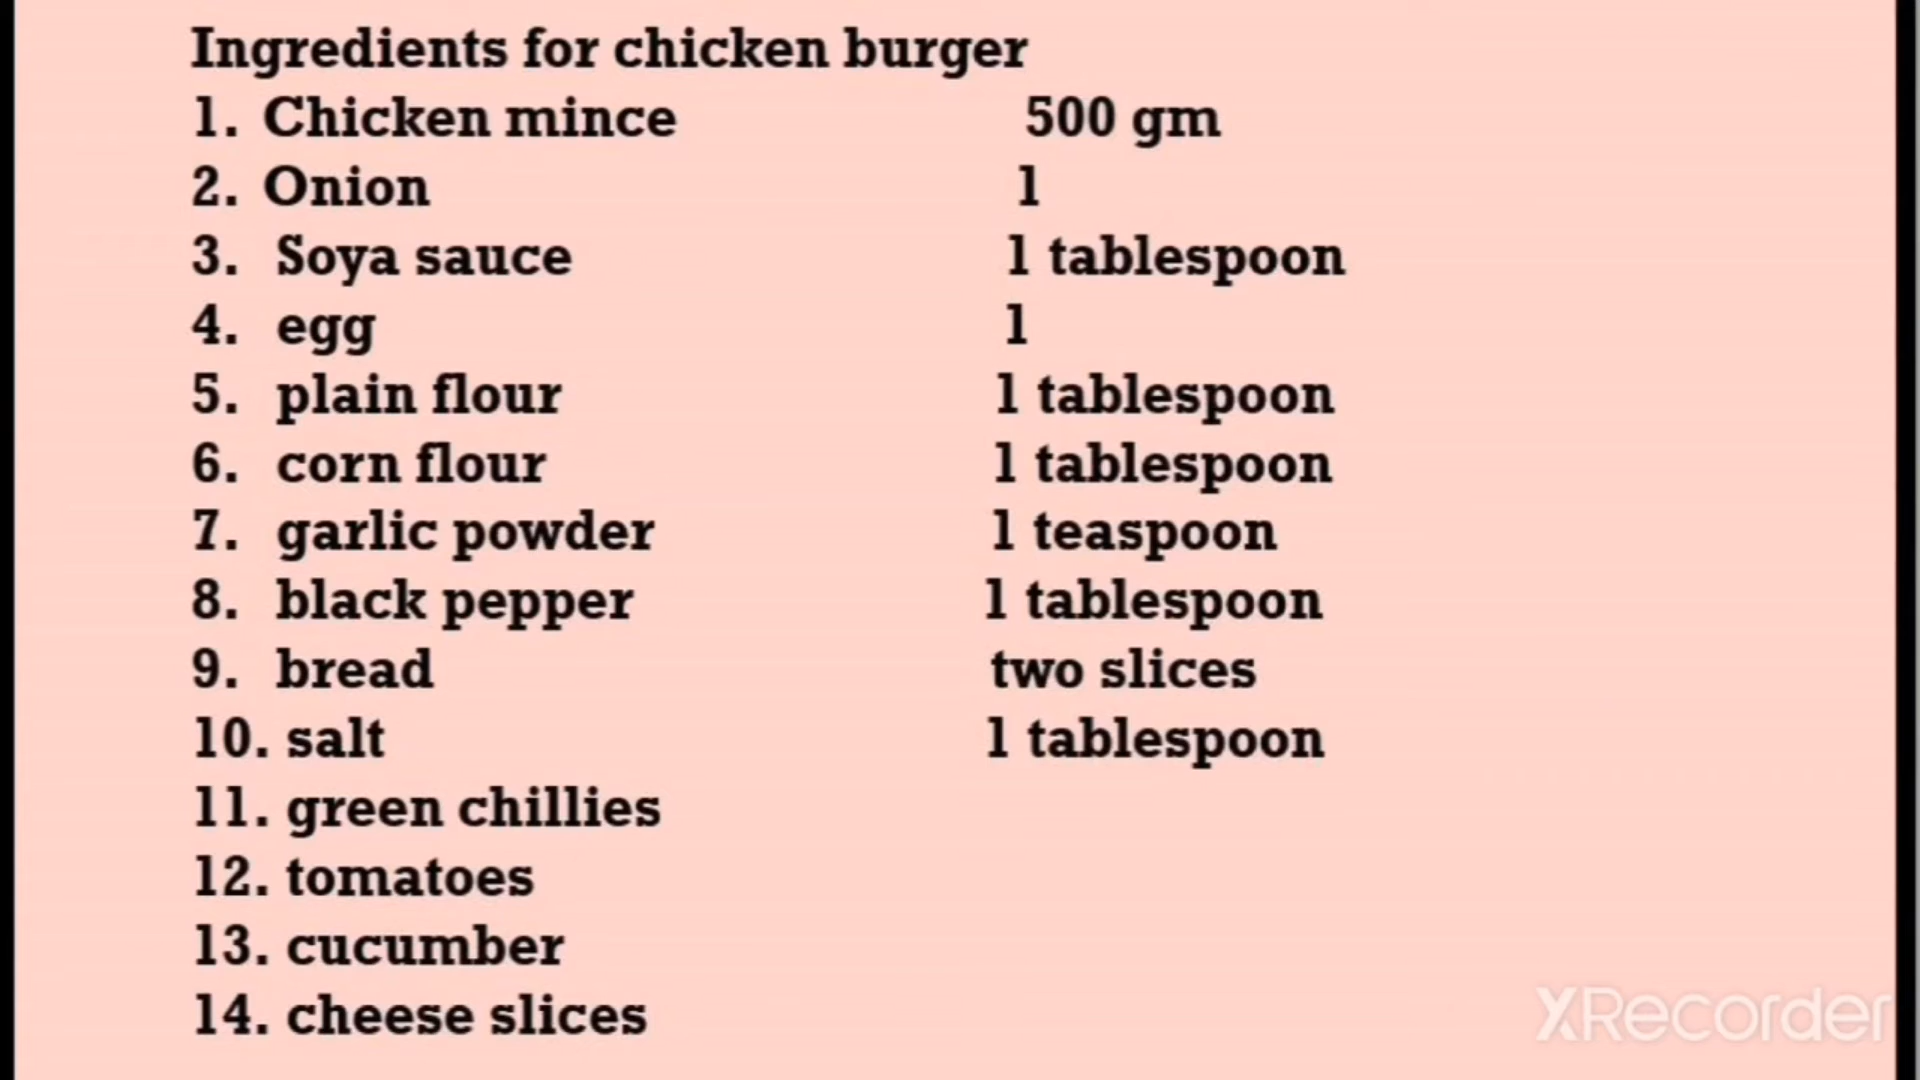 Ingredients for chicken burger
1. Chicken mince 500 gm
2. Onion 1
3. Soya sauce 1 tablespoon
4. egg 1
5. plain flour 1 tablespoon
6. corn flour 1 tablespoon
7. garlic powder 1 teaspoon
8. black pepper 1 tablespoon
9. bread two slices
10. salt 1 tablespoon
11. green chillies
12. tomatoes
13. cucumber
14. cheese slices
XRecorder